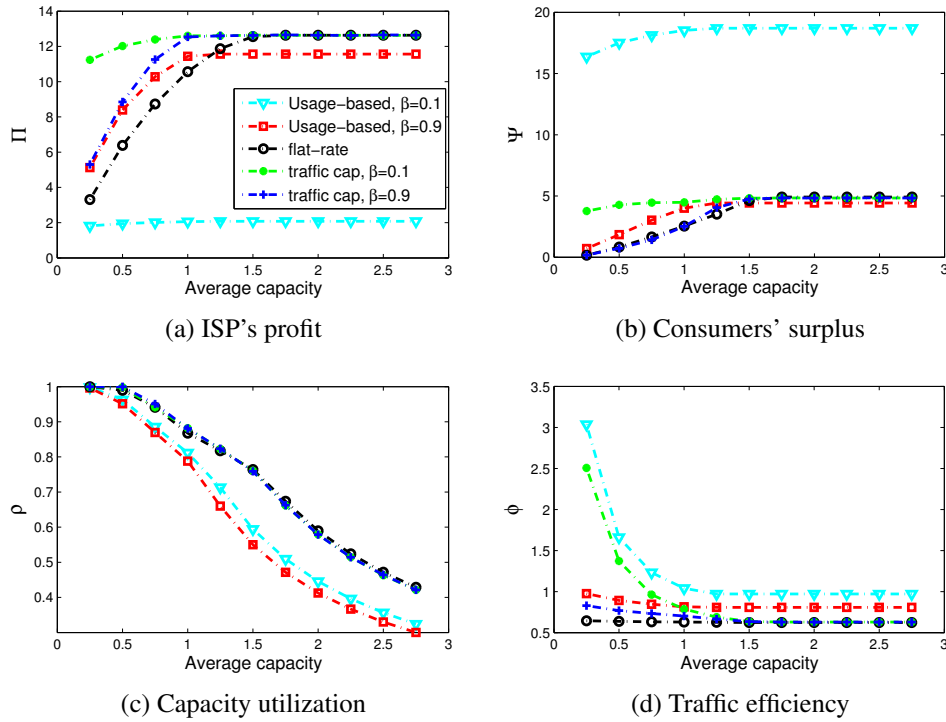 14
12
10
8
6
4
2
0
Π
Usage−based, β=0.1
Usage−based, β=0.9
flat−rate
traffic cap, β=0.1
traffic cap, β=0.9
0 0.5 1 1.5 2 2.5 3
Average capacity
(a) ISP's profit
20
15
10
5
0
Ψ
0 0.5 1 1.5 2 2.5 3
Average capacity
(b) Consumers' surplus
1
0.9
0.8
0.7
0.6
0.5
0.4
ρ
0 0.5 1 1.5 2 2.5 3
Average capacity
(c) Capacity utilization
3.5
3
2.5
2
1.5
1
0.5
ϕ
0 0.5 1 1.5 2 2.5 3
Average capacity
(d) Traffic efficiency